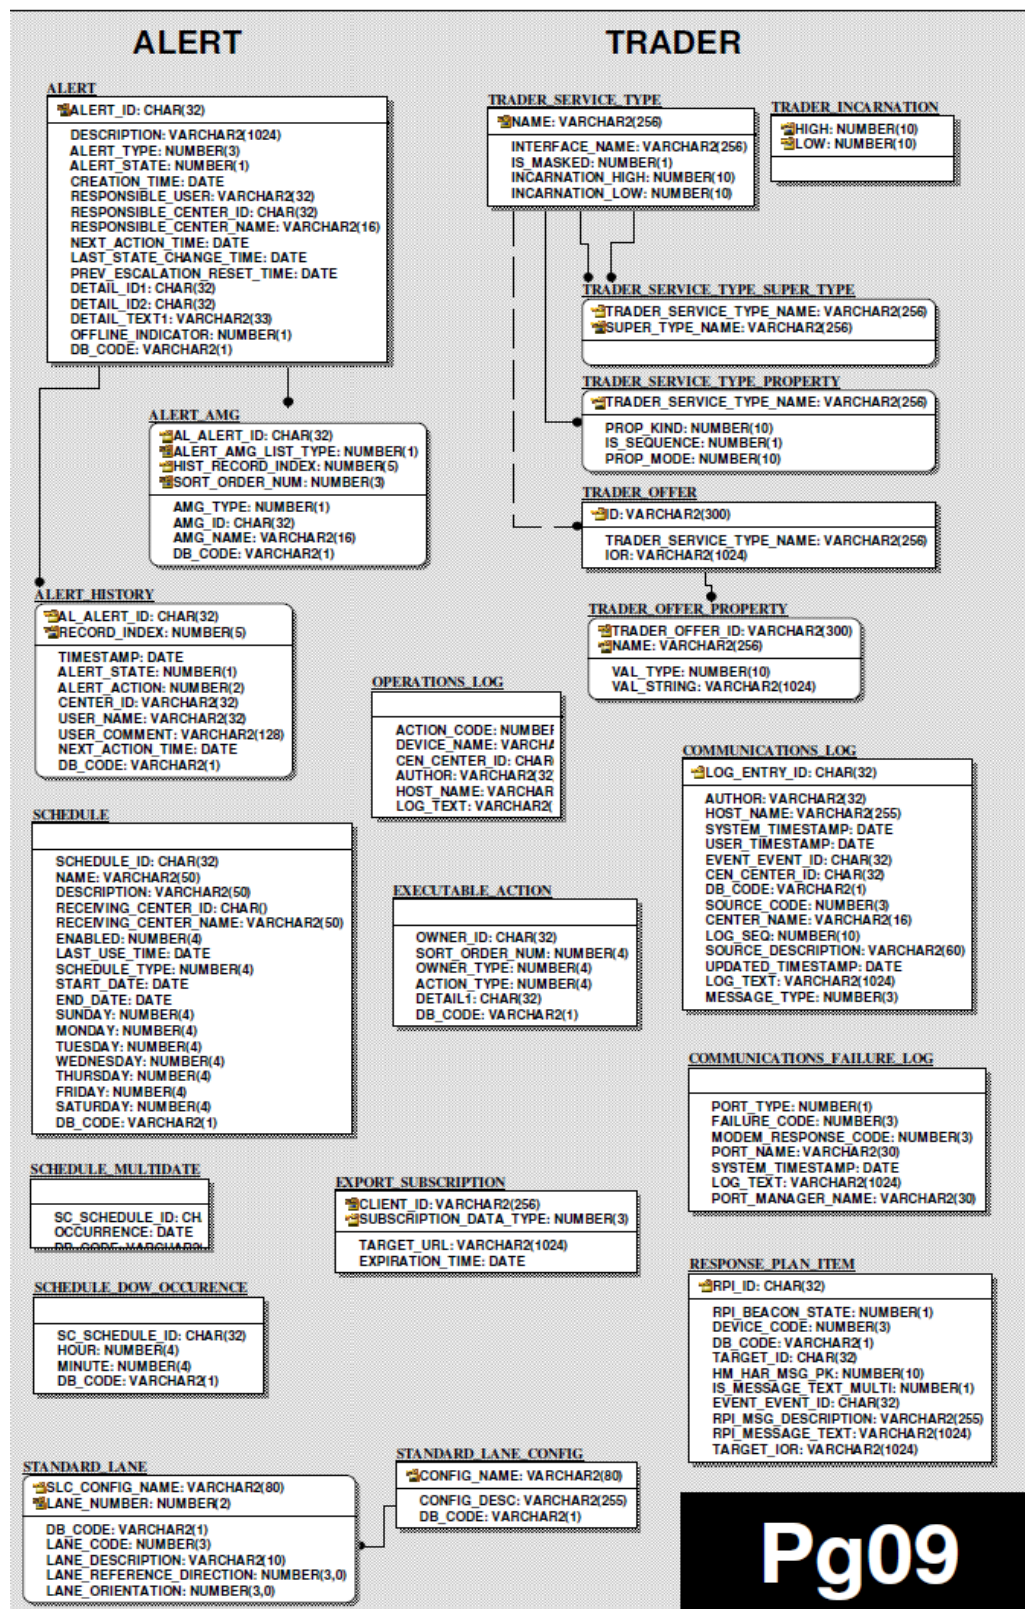 ALERT
ALERT
ALERT_ID: CHAR(32)
DESCRIPTION: VARCHAR2(1024)
ALERT_TYPE: NUMBER(3)
ALERT_STATE: NUMBER(1)
CREATION_TIME: DATE
RESPONSIBLE_USER: VARCHAR2(32)
RESPONSIBLE_CENTER_ID: CHAR(32)
RESPONSIBLE_CENTER_NAME: VARCHAR2(16)
NEXT_ACTION_TIME: DATE
LAST_STATE_CHANGE_TIME: DATE
PREV_ESCALATION_RESET_TIME: DATE
DETAIL_ID1: CHAR(32)
DETAIL_ID2: CHAR(32)
DETAIL_TEXT1: VARCHAR2(33)
OFFLINE_INDICATOR: NUMBER(1)
DB_CODE: VARCHAR2(1)
ALERT_AMG
AL_ALERT_ID: CHAR(32)
ALERT_AMG_LIST_TYPE: NUMBER(1)
HIST_RECORD_INDEX: NUMBER(5)
SORT_ORDER_NUM: NUMBER(3)
AMG_TYPE: NUMBER(1)
AMG_ID: CHAR(32)
AMG_NAME: VARCHAR2(16)
DB_CODE: VARCHAR2(1)
ALERT_HISTORY
AL_ALERT_ID: CHAR(32)
RECORD_INDEX: NUMBER(5)
TIMESTAMP: DATE
ALERT_STATE: NUMBER(1)
ALERT_ACTION: NUMBER(2)
CENTER_ID: VARCHAR2(32)
USER_NAME: VARCHAR2(32)
USER_COMMENT: VARCHAR2(128)
NEXT_ACTION_TIME: DATE
DB_CODE: VARCHAR2(1)
TRADER
TRADER_SERVICE_TYPE
NAME: VARCHAR2(256)
INTERFACE_NAME: VARCHAR2(256)
IS_MASKED: NUMBER(1)
INCARNATION_HIGH: NUMBER(10)
INCARNATION_LOW: NUMBER(10)
TRADER_INCARNATION
HIGH: NUMBER(10)
LOW: NUMBER(10)
TRADER_SERVICE_TYPE_SUPER_TYPE
TRADER_SERVICE_TYPE_NAME: VARCHAR2(256)
SUPER_TYPE_NAME: VARCHAR2(256)
TRADER_SERVICE_TYPE_PROPERTY
TRADER_SERVICE_TYPE_NAME: VARCHAR2(256)
PROP_KIND: NUMBER(10)
IS_SEQUENCE: NUMBER(1)
PROP_MODE: NUMBER(10)
TRADER_OFFER
ID: VARCHAR2(300)
TRADER_SERVICE_TYPE_NAME: VARCHAR2(256)
IOR: VARCHAR2(1024)
TRADER_OFFER_PROPERTY
TRADER_OFFER_ID: VARCHAR2(300)
NAME: VARCHAR2(256)
VAL_TYPE: NUMBER(10)
VAL_STRING: VARCHAR2(1024)
OPERATIONS_LOG
ACTION_CODE: NUMBER
DEVICE_NAME: VARCHA
CEN_CENTER_ID: CHAR(
AUTHOR: VARCHAR2(32)
HOST_NAME: VARCHAR
LOG_TEXT: VARCHAR2(
COMMUNICATIONS_LOG
LOG_ENTRY_ID: CHAR(32)
AUTHOR: VARCHAR2(32)
HOST_NAME: VARCHAR2(255)
SYSTEM_TIMESTAMP: DATE
USER_TIMESTAMP: DATE
EVENT_EVENT_ID: CHAR(32)
CEN_CENTER_ID: CHAR(32)
DB_CODE: VARCHAR2(1)
SOURCE_CODE: NUMBER(3)
CENTER_NAME: VARCHAR2(16)
LOG_SEQ: NUMBER(10)
SOURCE_DESCRIPTION: VARCHAR2(60)
UPDATED_TIMESTAMP: DATE
LOG_TEXT: VARCHAR2(1024)
MESSAGE_TYPE: NUMBER(3)
SCHEDULE
SCHEDULE_ID: CHAR(32)
NAME: VARCHAR2(50)
DESCRIPTION: VARCHAR2(50)
RECEIVING_CENTER_ID: CHAR()
RECEIVING_CENTER_NAME: VARCHAR2(50)
ENABLED: NUMBER(4)
LAST_USE_TIME: DATE
SCHEDULE_TYPE: NUMBER(4)
START_DATE: DATE
END_DATE: DATE
SUNDAY: NUMBER(4)
MONDAY: NUMBER(4)
TUESDAY: NUMBER(4)
WEDNESDAY: NUMBER(4)
THURSDAY: NUMBER(4)
FRIDAY: NUMBER(4)
SATURDAY: NUMBER(4)
DB_CODE: VARCHAR2(1)
EXECUTABLE_ACTION
OWNER_ID: CHAR(32)
SORT_ORDER_NUM: NUMBER(4)
OWNER_TYPE: NUMBER(4)
ACTION_TYPE: NUMBER(4)
DETAIL1: CHAR(32)
DB_CODE: VARCHAR2(1)
COMMUNICATIONS_FAILURE_LOG
PORT_TYPE: NUMBER(1)
FAILURE_CODE: NUMBER(3)
MODEM_RESPONSE_CODE: NUMBER(3)
PORT_NAME: VARCHAR2(30)
SYSTEM_TIMESTAMP: DATE
LOG_TEXT: VARCHAR2(1024)
PORT_MANAGER_NAME: VARCHAR2(30)
SCHEDULE_MULTIDATE
SC_SCHEDULE_ID: CH
OCCURRENCE: DATE
DB_CODE: VARCHAR2(
EXPORT_SUBSCRIPTION
CLIENT_ID: VARCHAR2(256)
SUBSCRIPTION_DATA_TYPE: NUMBER(3)
TARGET_URL: VARCHAR2(1024)
EXPIRATION_TIME: DATE
RESPONSE_PLAN_ITEM
RPI_ID: CHAR(32)
RPI_BEACON_STATE: NUMBER(1)
DEVICE_CODE: NUMBER(3)
DB_CODE: VARCHAR2(1)
TARGET_ID: CHAR(32)
HM_HAR_MSG_PK: NUMBER(10)
IS_MESSAGE_TEXT_MULTI: NUMBER(1)
EVENT_EVENT_ID: CHAR(32)
RPI_MSG_DESCRIPTION: VARCHAR2(255)
RPI_MESSAGE_TEXT: VARCHAR2(1024)
TARGET_IOR: VARCHAR2(1024)
SCHEDULE_DOW_OCCURENCE
SC_SCHEDULE_ID: CHAR(32)
HOUR: NUMBER(4)
MINUTE: NUMBER(4)
DB_CODE: VARCHAR2(1)
STANDARD_LANE
SLC_CONFIG_NAME: VARCHAR2(80)
LANE_NUMBER: NUMBER(2)
DB_CODE: VARCHAR2(1)
LANE_CODE: NUMBER(3)
LANE_DESCRIPTION: VARCHAR2(10)
LANE_REFERENCE_DIRECTION: NUMBER(3,0)
LANE_ORIENTATION: NUMBER(3,0)
STANDARD_LANE_CONFIG
CONFIG_NAME: VARCHAR2(80)
CONFIG_DESC: VARCHAR2(255)
DB_CODE: VARCHAR2(1)
Pg09